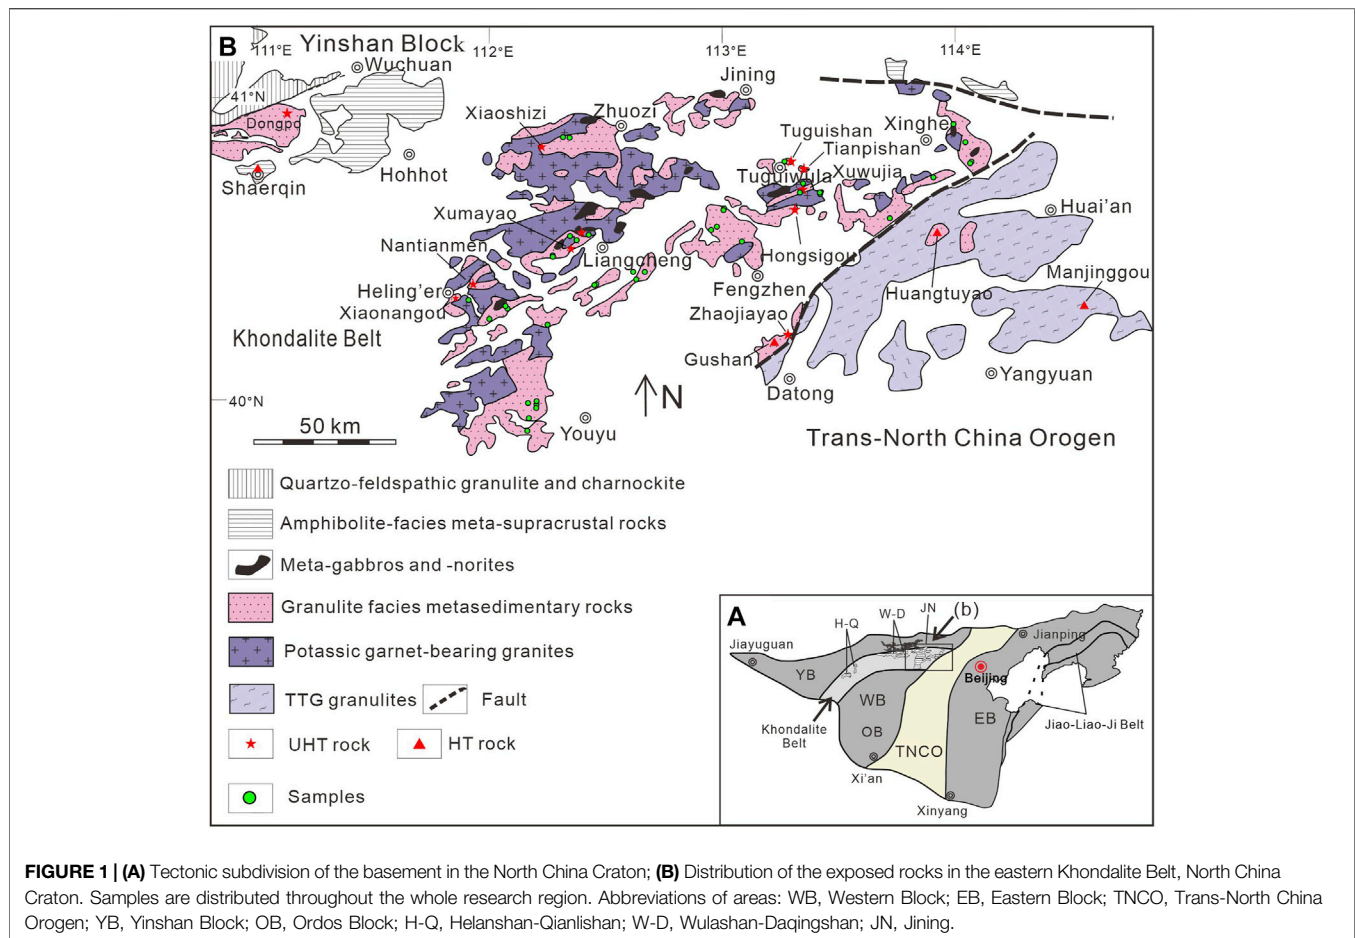 B
111°E
Yinshan Block
112°E
113°E
114°E
Wuchuan
Jining
41°N
Dongpo
Xiaoshizi
Zhuozi
Tuguishan
Xinghe
Tianpishan
Hohhot
Shaerqin
Tuguiwula
Xuwujia
Xumayao
Huai'an
Nantianmen
Liangcheng
Hongsigou
Manjinggou
Heling'er
Fengzhen
Huangtuyao
Xiaonangou
Zhaojiayao
Khondalite Belt
Gushan
Yangyuan
Datong
40°N
N
Youyu
50 km
Trans-North China Orogen
Quartzo-feldspathic granulite and charnockite
Amphibolite-facies meta-supracrustal rocks
Meta-gabbros and -norites
Granulite facies metasedimentary rocks
Potassic garnet-bearing granites
TTG granulites
Fault
UHT rock
HT rock
Samples
A
H-Q
W-D
JN
(b)
Jiayuguan
Jianping
YB
Beijing
WB
Khondalite
Belt
OB
EB
Jiao-Liao-Ji Belt
TNCO
Xi'an
Xinyang
FIGURE 1 | (A) Tectonic subdivision of the basement in the North China Craton; (B) Distribution of the exposed rocks in the eastern Khondalite Belt, North China
Craton. Samples are distributed throughout the whole research region. Abbreviations of areas: WB, Western Block; EB, Eastern Block; TNCO, Trans-North China
Orogen; YB, Yinshan Block; OB, Ordos Block; H-Q, Helanshan-Qianlishan; W-D, Wulashan-Daqingshan; JN, Jining.